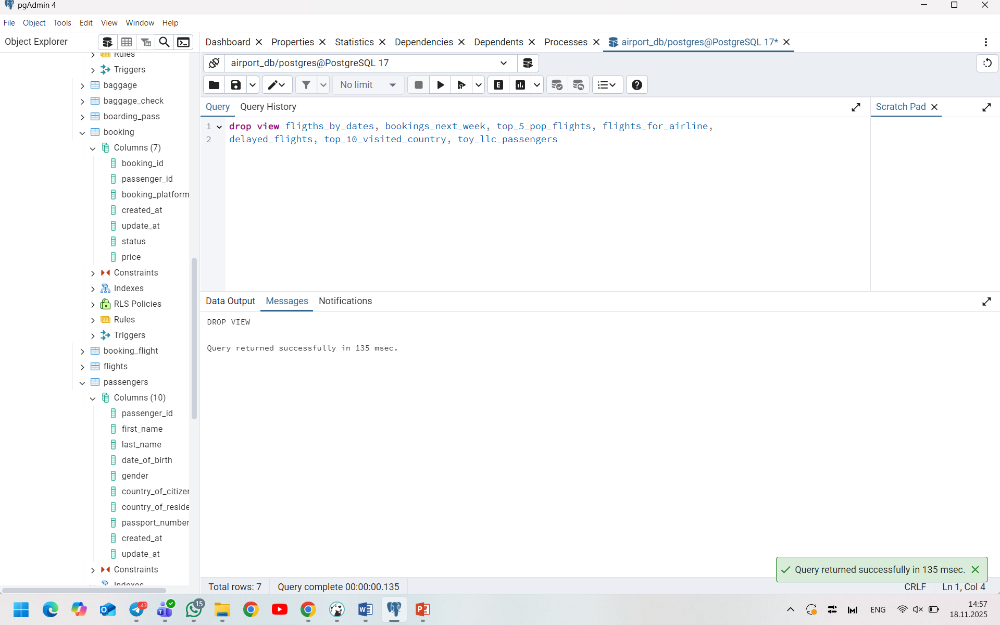 pgAdmin 4
File Object Tools Edit View Window Help
Object Explorer
Dashboard Properties Statistics Dependencies Dependents Processes airport_db/postgres@PostgreSQL 17*
airport_db/postgres@PostgreSQL 17
No limit
E
Query Query History
Scratch Pad
1 drop view fligths_by_dates, bookings_next_week, top_5_pop_flights, flights_for_airline,
2 delayed_flights, top_10_visited_country, toy_llc_passengers
Rules
Triggers
baggage
baggage_check
boarding_pass
booking
Columns (7)
booking_id
passenger_id
booking_platform
created_at
update_at
status
price
Constraints
Indexes
RLS Policies
Rules
Triggers
booking_flight
flights
passengers
Columns (10)
passenger_id
first_name
last_name
date_of_birth
gender
country_of_citizen
country_of_reside
passport_number
created_at
update_at
Constraints
Indexes
Data Output Messages Notifications
DROP VIEW
Query returned successfully in 135 msec.
Query returned successfully in 135 msec.
Total rows: 7 Query complete 00:00:00.135
CRLF Ln 1, Col 4
.43
15
ENG
14:57
18.11.2025